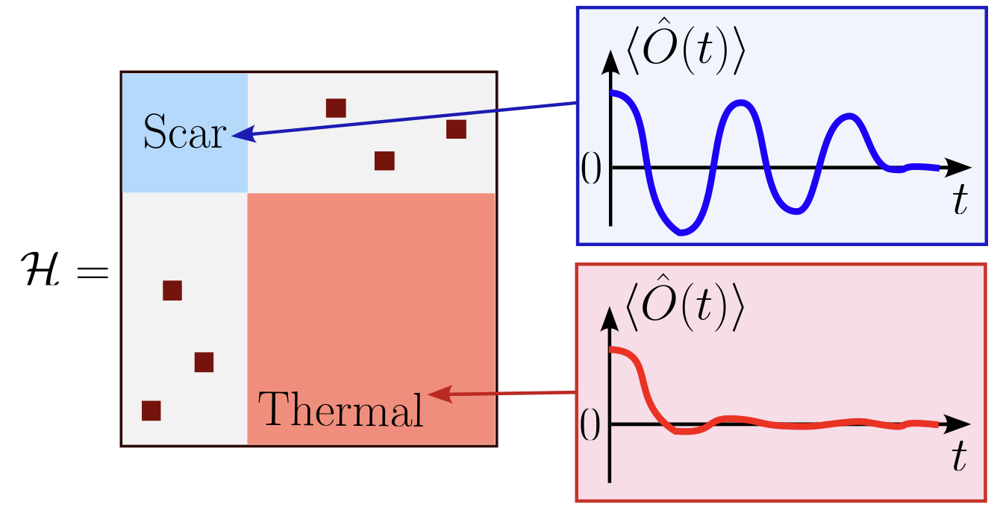 ℋ =
Scar
Thermal
⟨Ô(t)⟩
0
t
⟨Ô(t)⟩
0
t